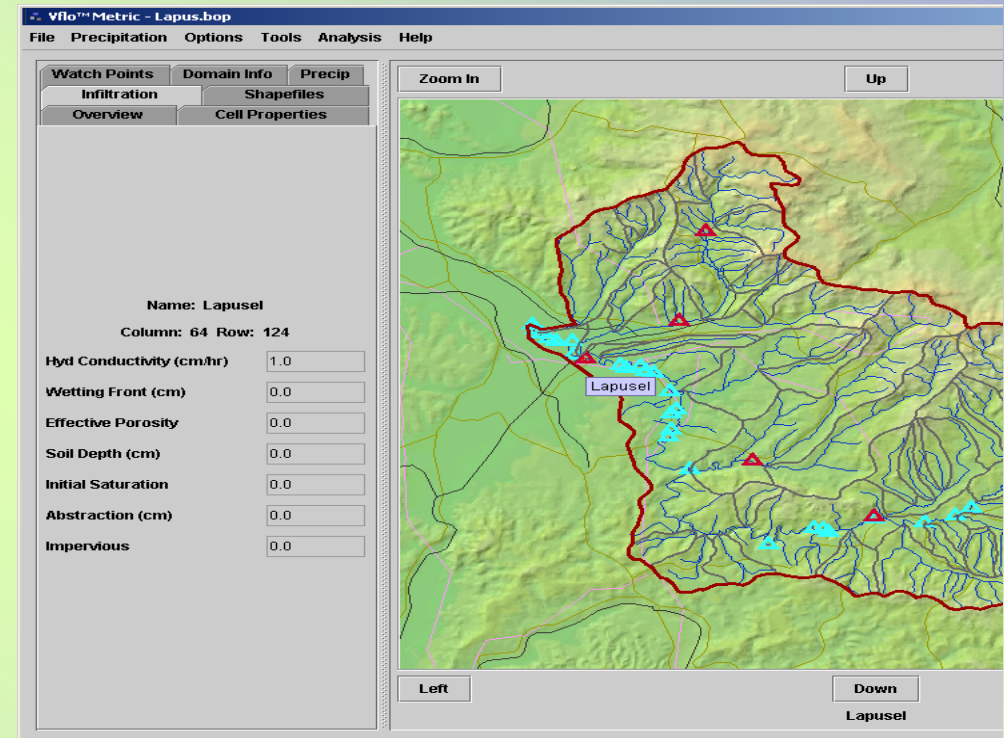 Vflo™ Metric - Lapus.bop
File Precipitation Options Tools Analysis Help
Watch Points Domain Info Precip
Infiltration Shapefiles
Overview Cell Properties
Name: Lapusel
Column: 64 Row: 124
Hyd Conductivity (cm/hr) 1.0
Wetting Front (cm) 0.0
Effective Porosity 0.0
Soil Depth (cm) 0.0
Initial Saturation 0.0
Abstraction (cm) 0.0
Impervious 0.0
Zoom In Up
Lapusel
Left Down
Lapusel